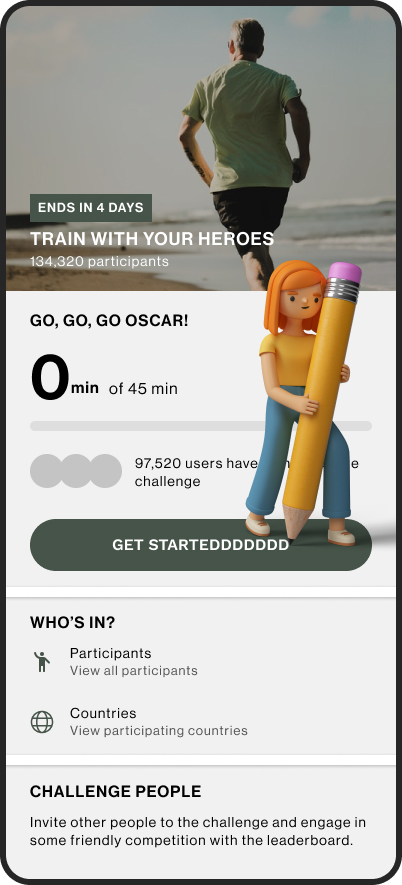 ENDS IN 4 DAYS
TRAIN WITH YOUR HEROES
134,320 participants
GO, GO, GO OSCAR!
0 min of 45 min
97,520 users have
challenge
GET STARTEDDDDDDD
WHO'S IN?
Participants
View all participants
Countries
View participating countries
CHALLENGE PEOPLE
Invite other people to the challenge and engage in
some friendly competition with the leaderboard.